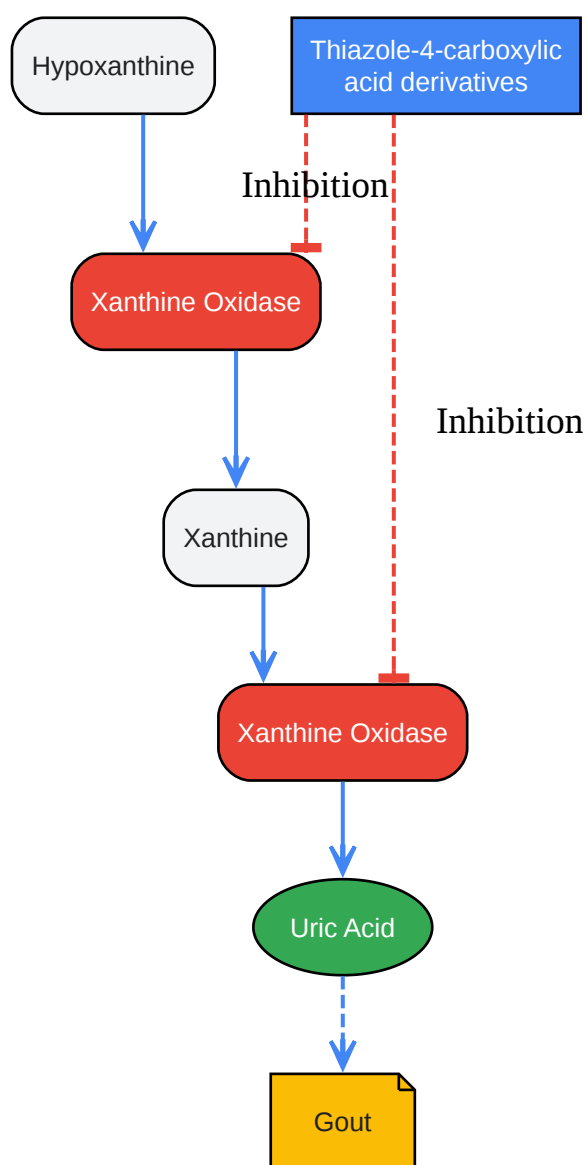 Hypoxanthine
Thiazole-4-carboxylic
acid derivatives
Inhibition
Xanthine Oxidase
Inhibition
Xanthine
Xanthine Oxidase
Uric Acid
Gout